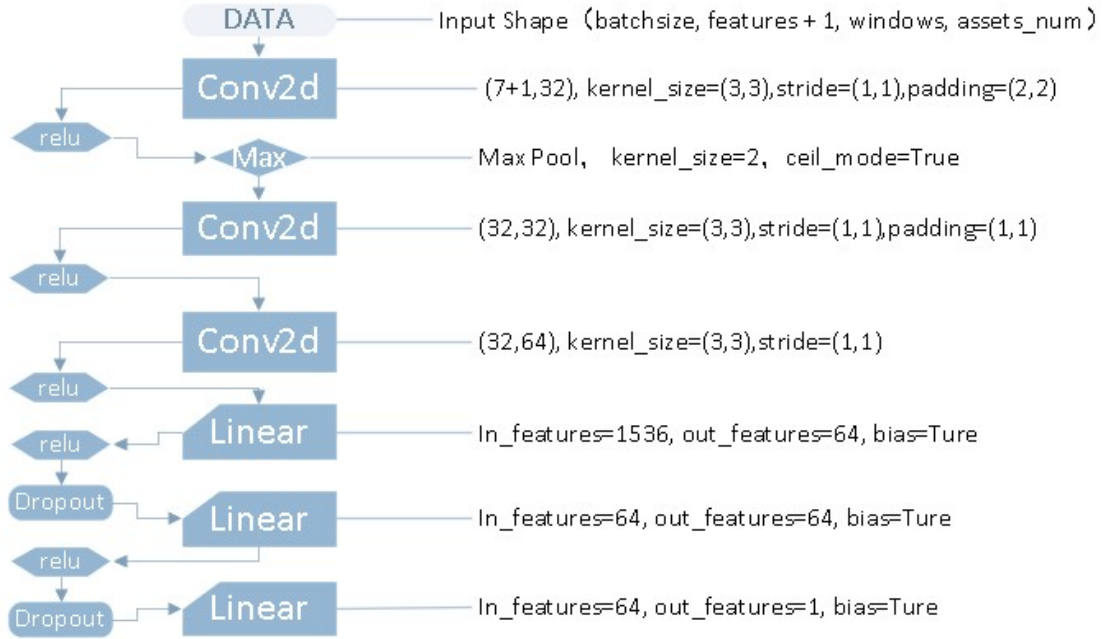 DATA
Input Shape（batchsize, features + 1, windows, assets_num）
Conv2d
(7+1,32), kernel_size=(3,3),stride=(1,1),padding=(2,2)
relu
Max
Max Pool， kernel_size=2， ceil_mode=True
Conv2d
(32,32), kernel_size=(3,3),stride=(1,1),padding=(1,1)
relu
Conv2d
(32,64), kernel_size=(3,3),stride=(1,1)
relu
Linear
In_features=1536, out_features=64, bias=Ture
relu
Dropout
Linear
In_features=64, out_features=64, bias=Ture
relu
Dropout
Linear
In_features=64, out_features=1, bias=Ture